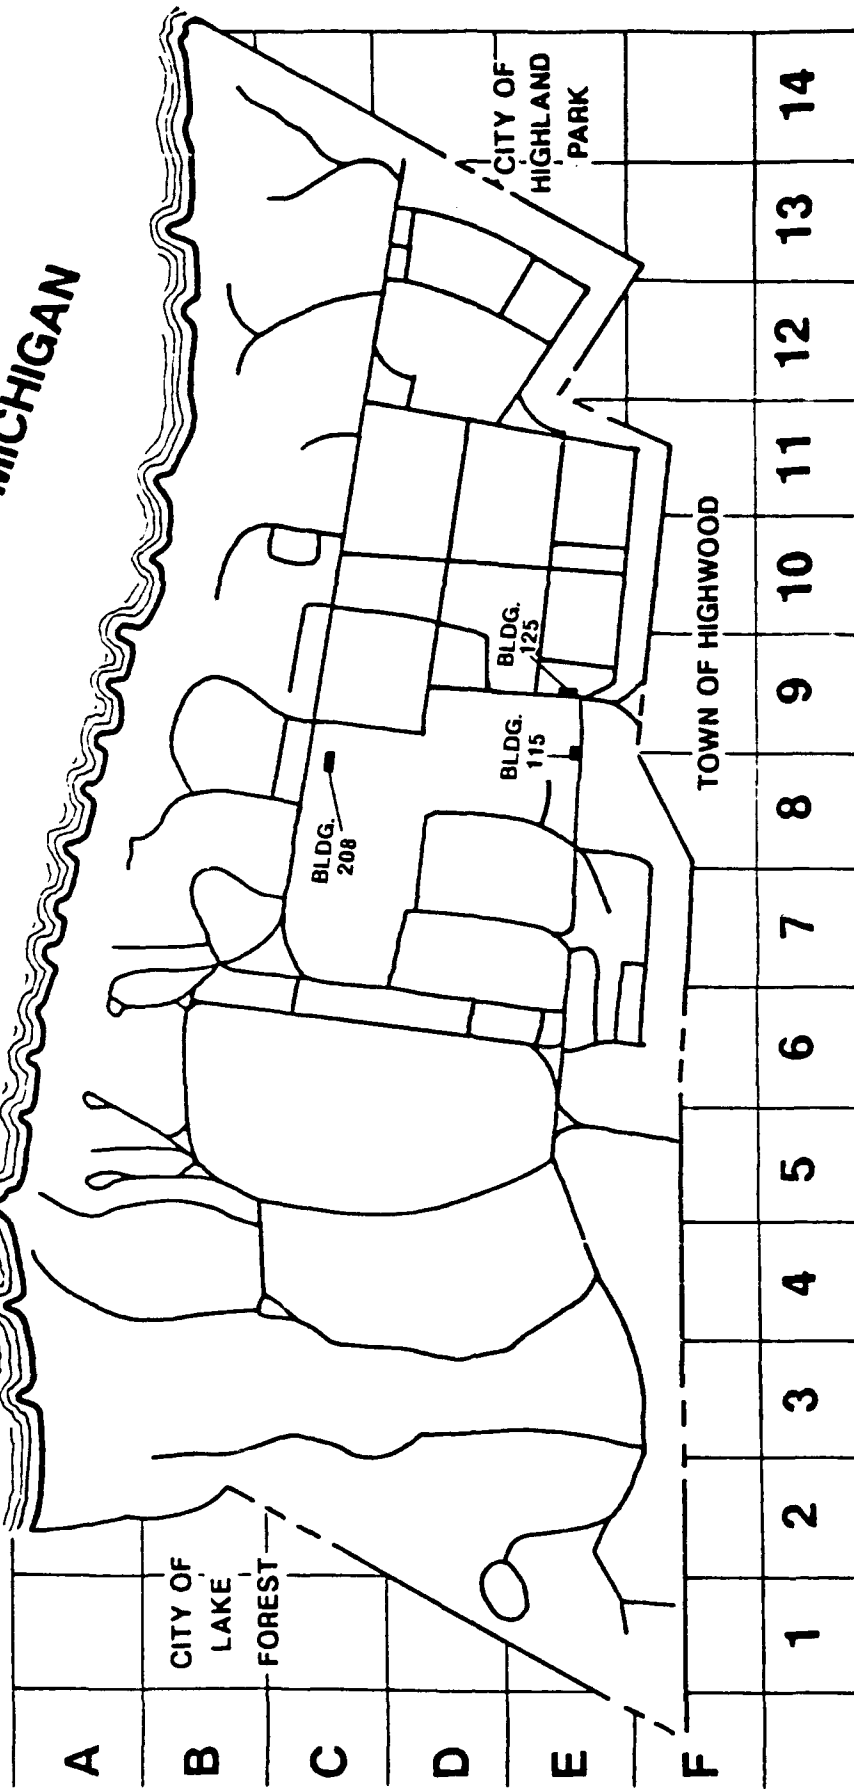 MICHIGAN
CITY OF
HIGHLAND
PARK
CITY OF
LAKE
FOREST
TOWN OF HIGHWOOD
BLDG.
208
BLDG.
115
BLDG.
125
A
B
C
D
E
F
1
2
3
4
5
6
7
8
9
10
11
12
13
14